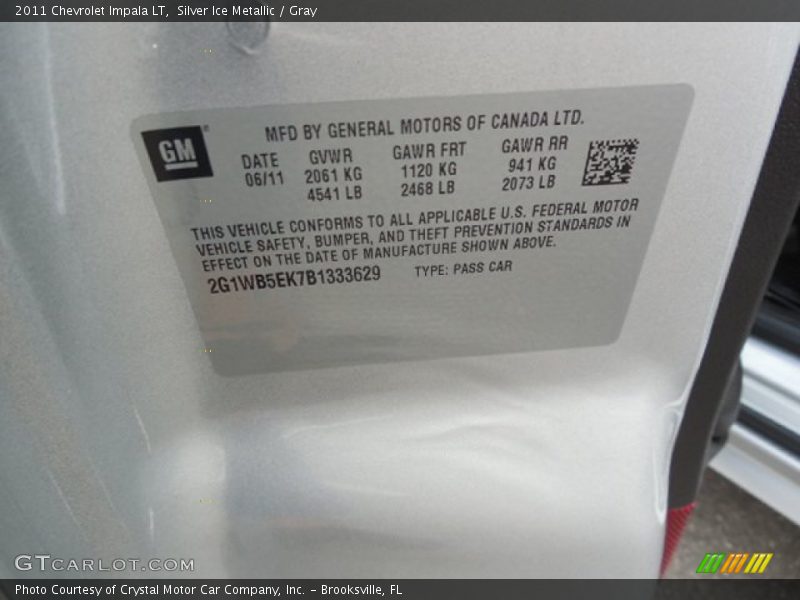 2011 Chevrolet Impala LT, Silver Ice Metallic / Gray
GM
MFD BY GENERAL MOTORS OF CANADA LTD.
DATE GVWR GAWR FRT GAWR RR
06/11 2061 KG 1120 KG 941 KG
4541 LB 2468 LB 2073 LB
THIS VEHICLE CONFORMS TO ALL APPLICABLE U.S. FEDERAL MOTOR
VEHICLE SAFETY, BUMPER, AND THEFT PREVENTION STANDARDS IN
EFFECT ON THE DATE OF MANUFACTURE SHOWN ABOVE.
2G1WB5EK7B1333629 TYPE: PASS CAR
GTCARLOT.COM
Photo Courtesy of Crystal Motor Car Company, Inc. – Brooksville, FL